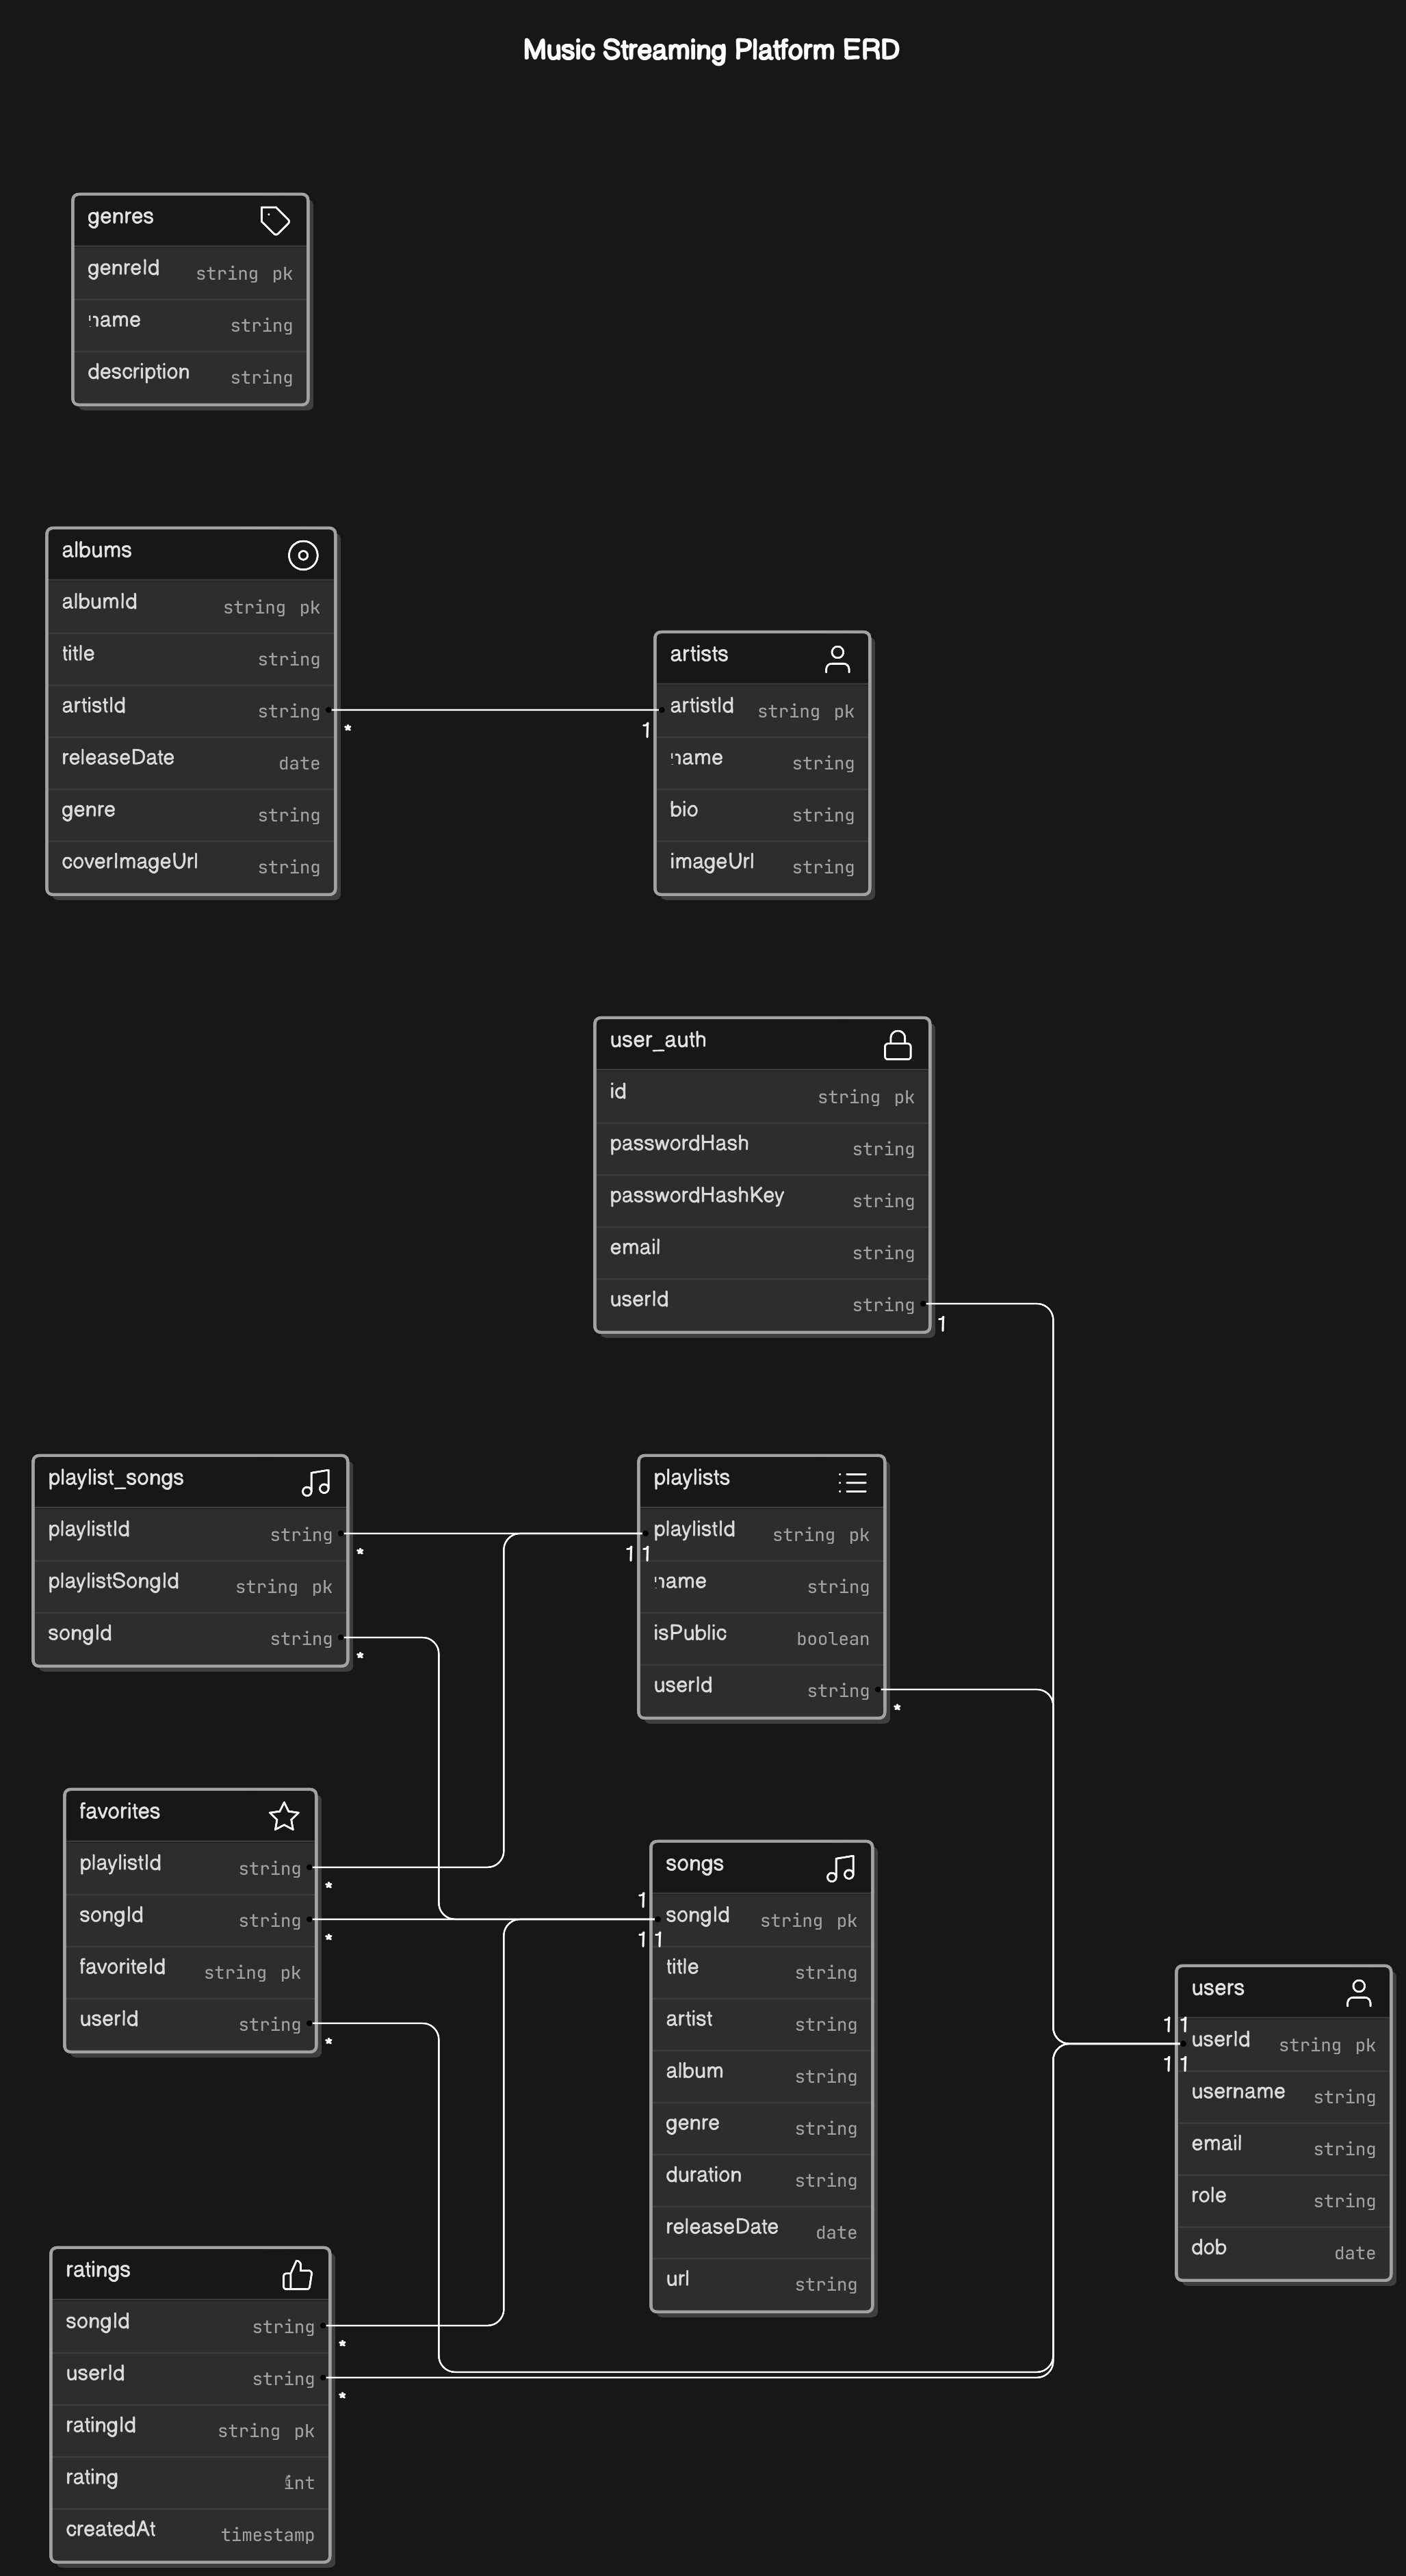 Music Streaming Platform ERD
genres
genreId string pk
name string
description string
albums
albumId string pk
title string
artistId string
releaseDate date
genre string
coverImageUrl string
* 1
artists
artistId string pk
name string
bio string
imageUrl string
user_auth
id string pk
passwordHash string
passwordHashKey string
email string
userId string
1
playlist_songs
playlistId string
*
playlistSongId string pk
songId string
*
playlists
playlistId string pk
1 1
name string
isPublic boolean
userId string
*
favorites
playlistId string
*
songId string
*
favoriteId string pk
userId string
*
songs
1
songId string pk
1 1
title string
artist string
album string
genre string
duration string
releaseDate date
url string
users
1 1
userId string pk
1 1
username string
email string
role string
dob date
ratings
songId string
*
userId string
*
ratingId string pk
rating int
createdAt timestamp